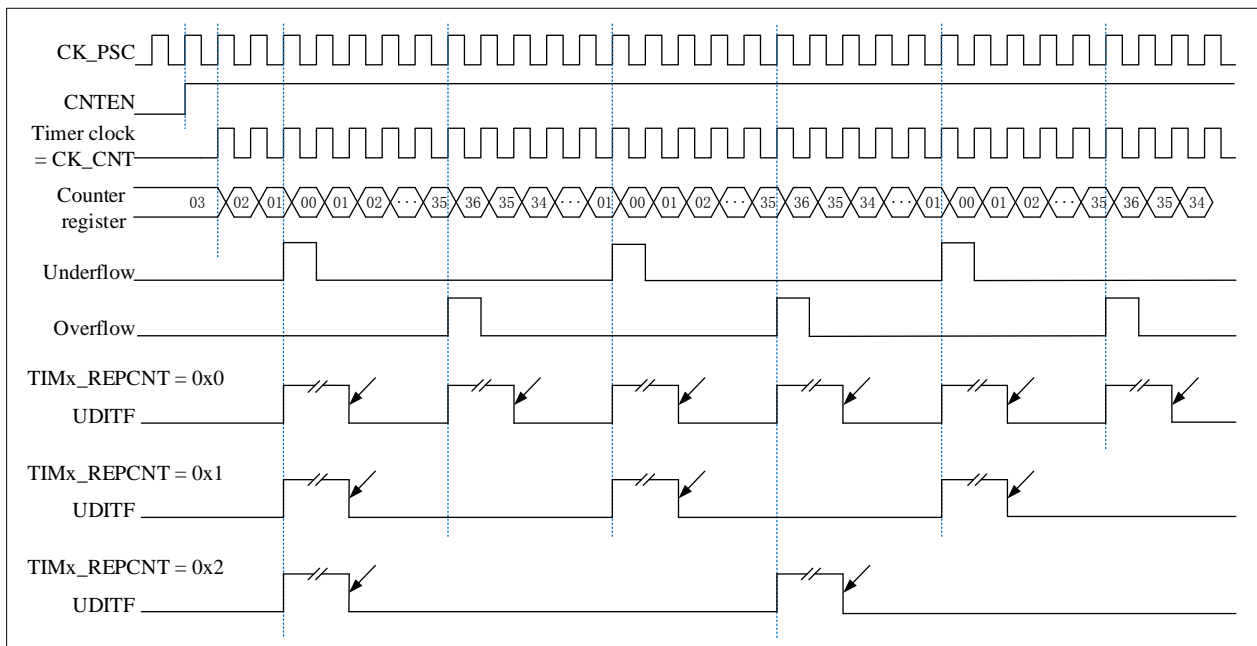 CK_PSC
CNTEN
Timer clock
= CK_CNT
Counter
register
03 02 01 00 01 02 ··· 35 36 35 34 ··· 01 00 01 02 ··· 35 36 35 34 ··· 01 00 01 02 ··· 35 36 35 34
Underflow
Overflow
TIMx_REPCNT = 0x0
UDITF
TIMx_REPCNT = 0x1
UDITF
TIMx_REPCNT = 0x2
UDITF